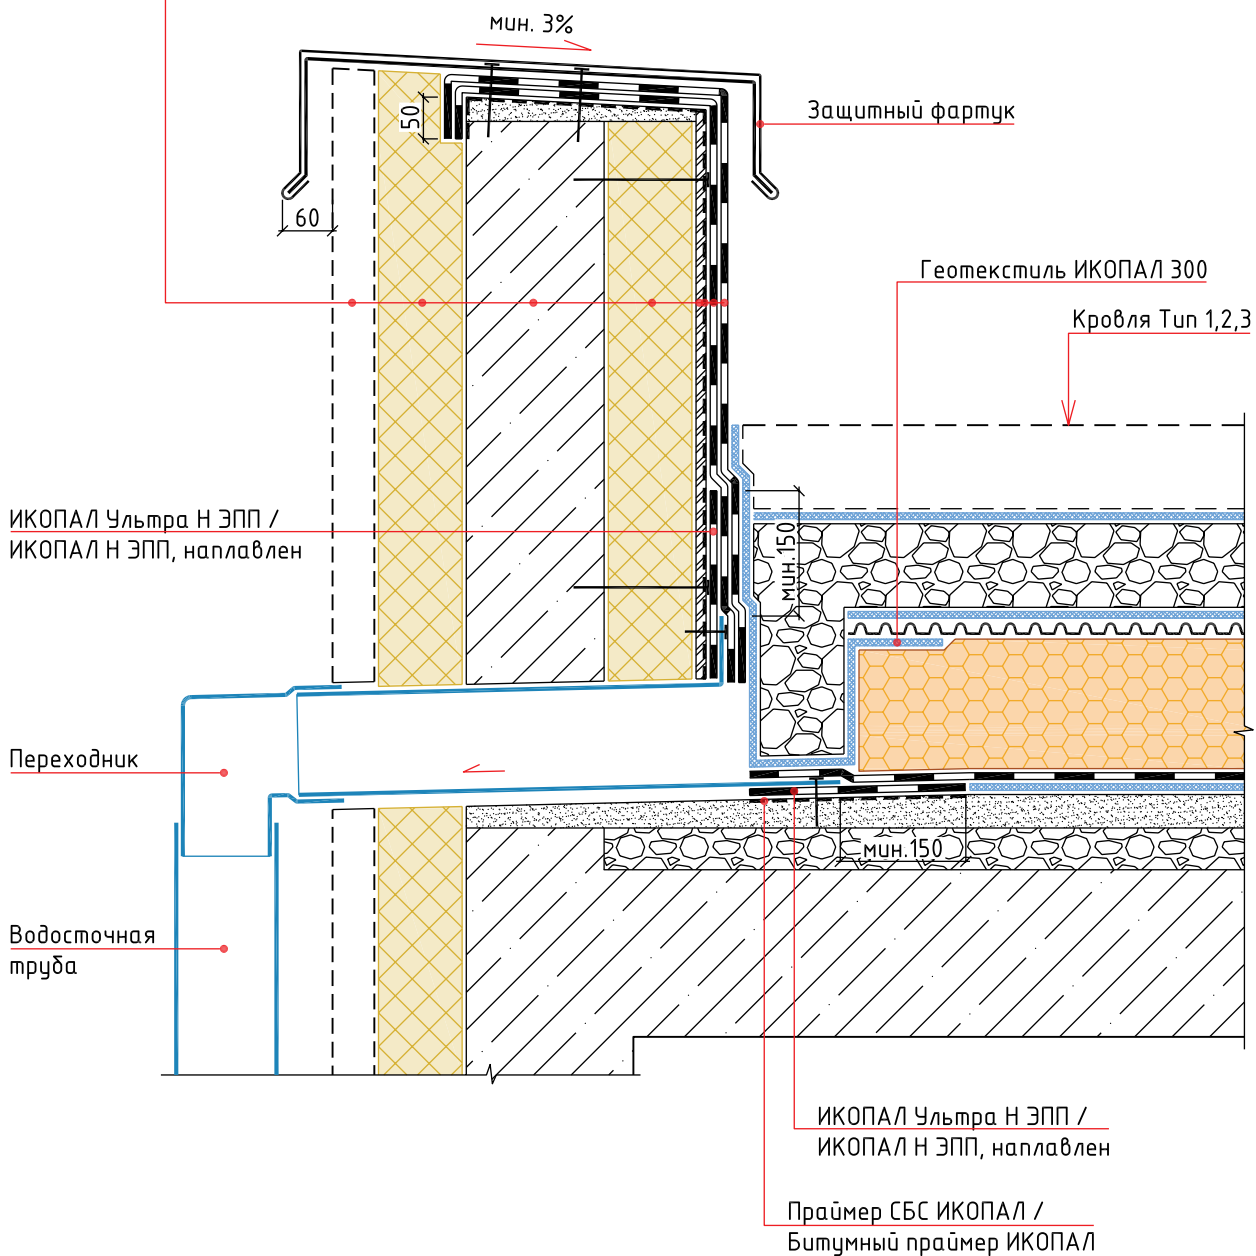 мин. 3%
50
Защитный фартук
60
Геотекстиль ИКОПАЛ 300
Кровля Тип 1,2,3
ИКОПАЛ Ультра Н ЭПП /
ИКОПАЛ Н ЭПП, наплавлен
мин.150
Переходник
мин.150
Водосточная
труба
ИКОПАЛ Ультра Н ЭПП /
ИКОПАЛ Н ЭПП, наплавлен
Праймер СБС ИКОПАЛ /
Битумный праймер ИКОПАЛ